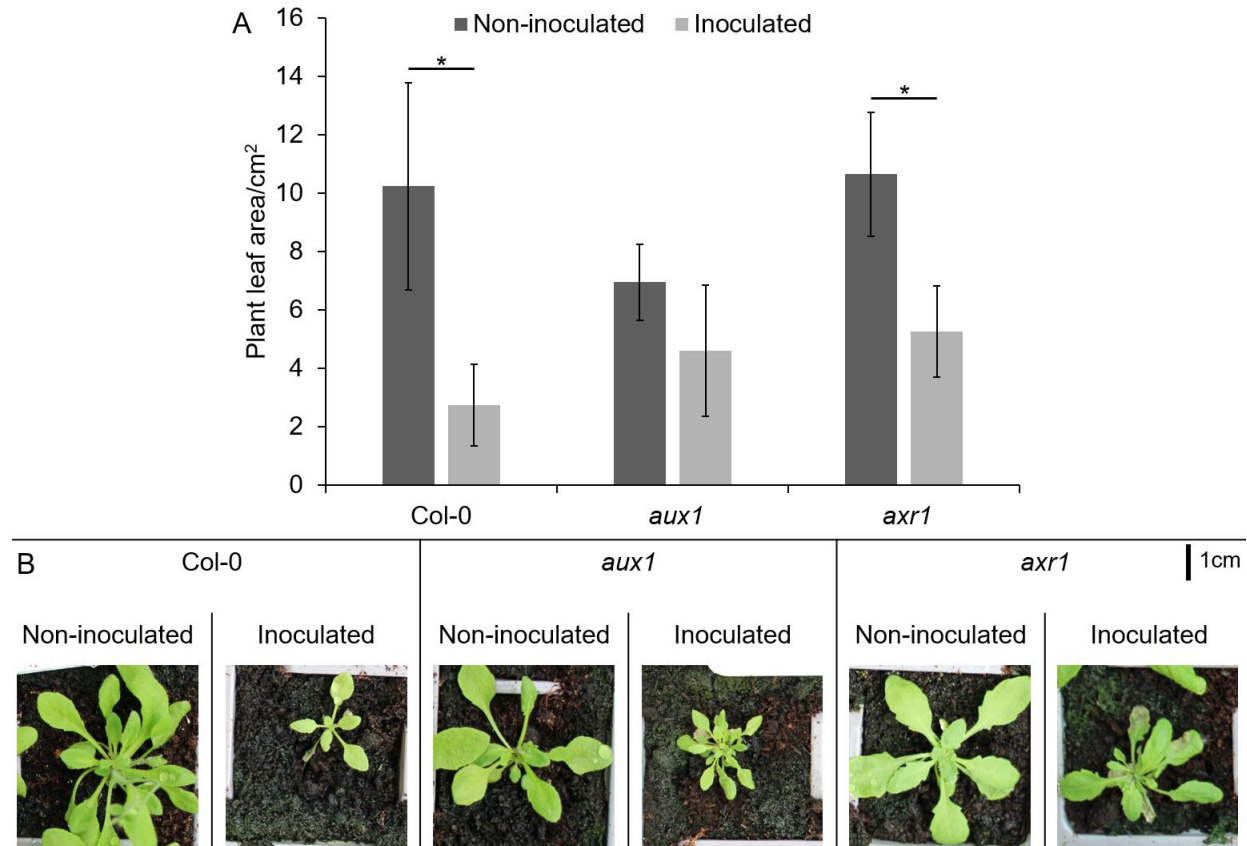 A
Non-inoculated
Inoculated
16
14
12
10
8
6
4
2
0
Plant leaf area/cm²
*
*
Col-0
aux1
axr1
B
Col-0
aux1
axr1
1cm
Non-inoculated
Inoculated
Non-inoculated
Inoculated
Non-inoculated
Inoculated